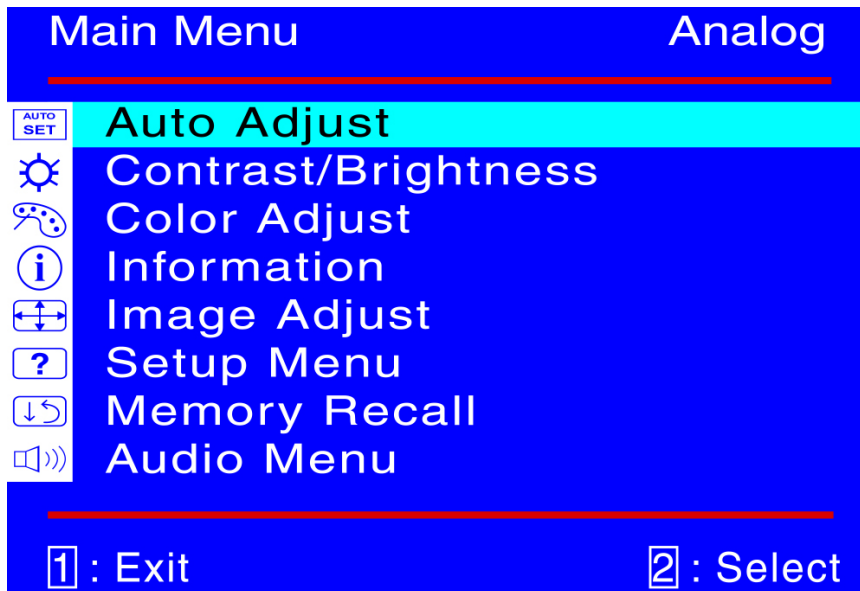 Main Menu Analog
AUTO SET Auto Adjust
Contrast/Brightness
Color Adjust
i Information
Image Adjust
? Setup Menu
Memory Recall
Audio Menu
1 : Exit 2 : Select